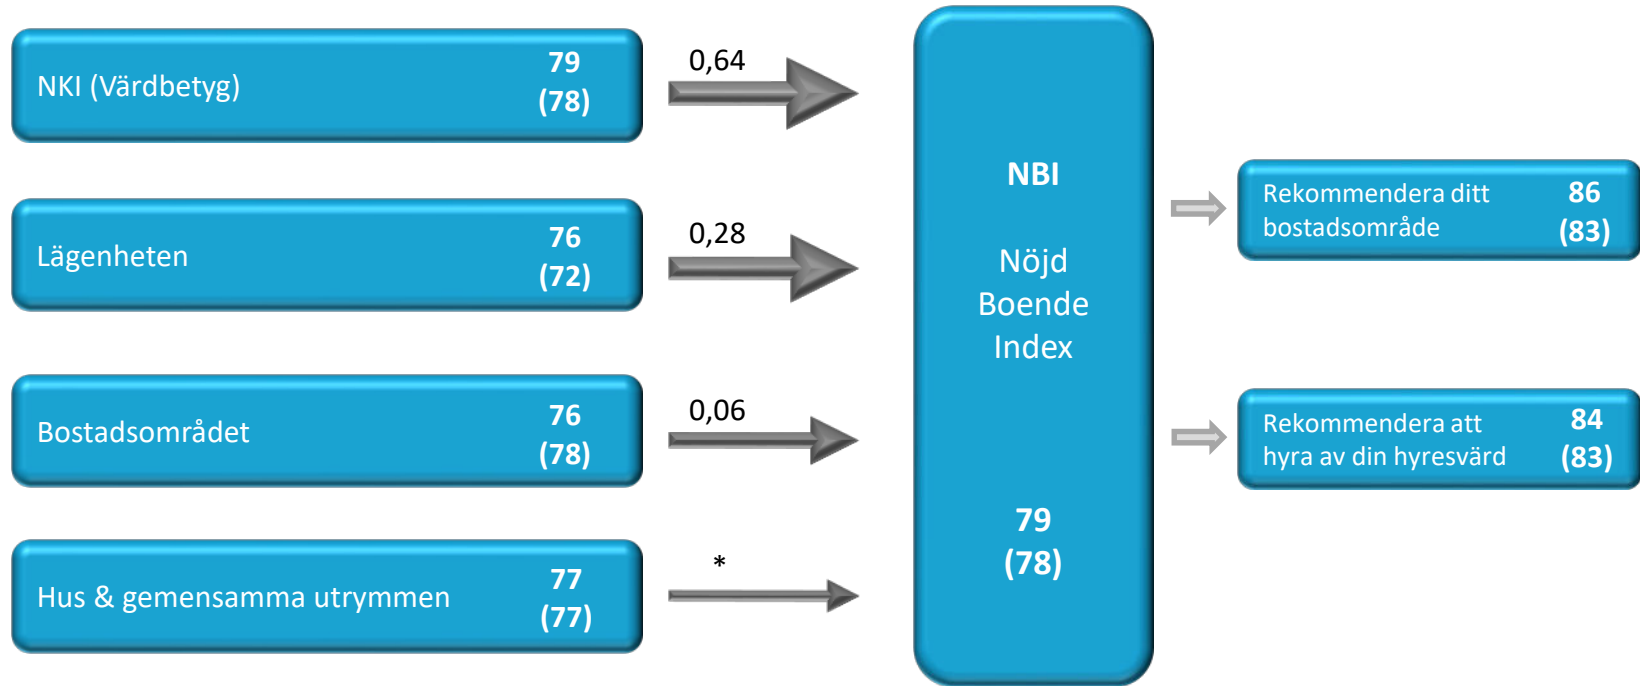 NKI (Värdbetyg)
79
(78)
0,64
Lägenheten
76
(72)
0,28
Bostadsområdet
76
(78)
0,06
Hus & gemensamma utrymmen
77
(77)
*
NBI
Nöjd
Boende
Index
79
(78)
Rekommendera ditt
bostadsområde
86
(83)
Rekommendera att
hyra av din hyresvärd
84
(83)